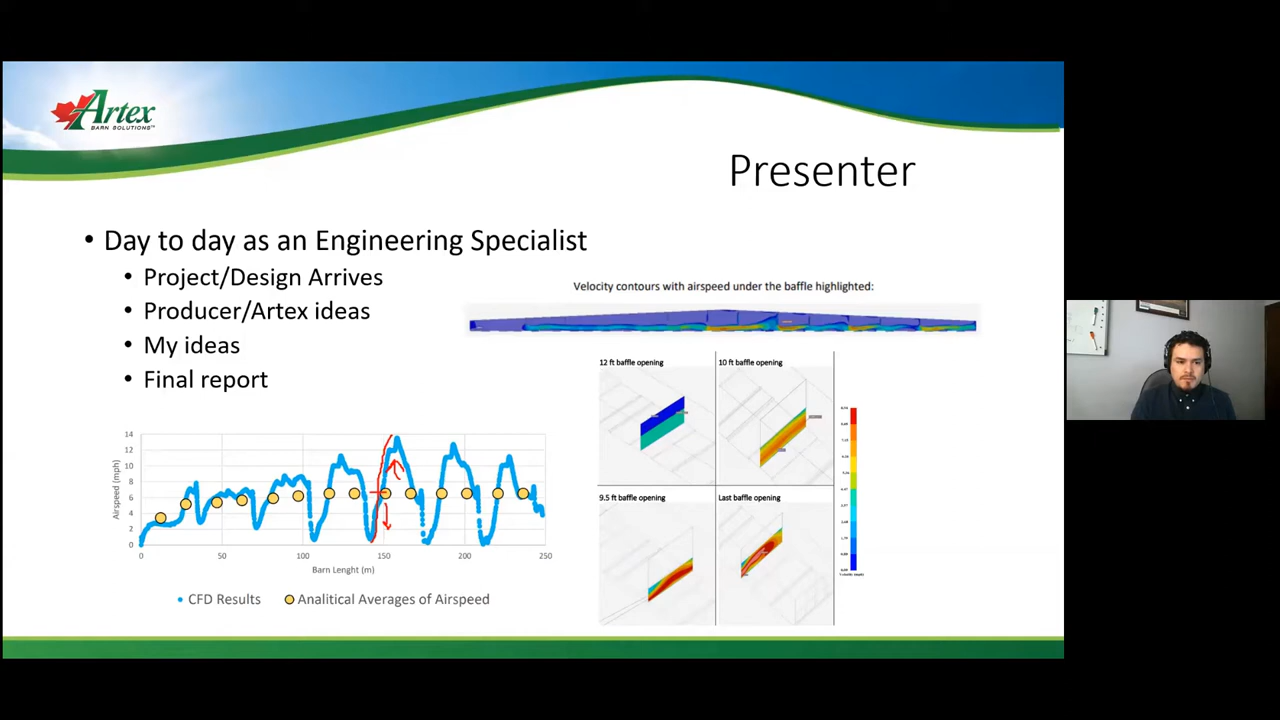 Artex
BARN SOLUTIONS™
Presenter
• Day to day as an Engineering Specialist
• Project/Design Arrives
• Producer/Artex ideas
• My ideas
• Final report
Velocity contours with airspeed under the baffle highlighted:
12 ft baffle opening
10 ft baffle opening
9.5 ft baffle opening
Last baffle opening
14
12
10
8
6
4
2
0
Airspeed (mph)
0 50 100 150 200 250
Barn Lenght (m)
CFD Results
Analitical Averages of Airspeed